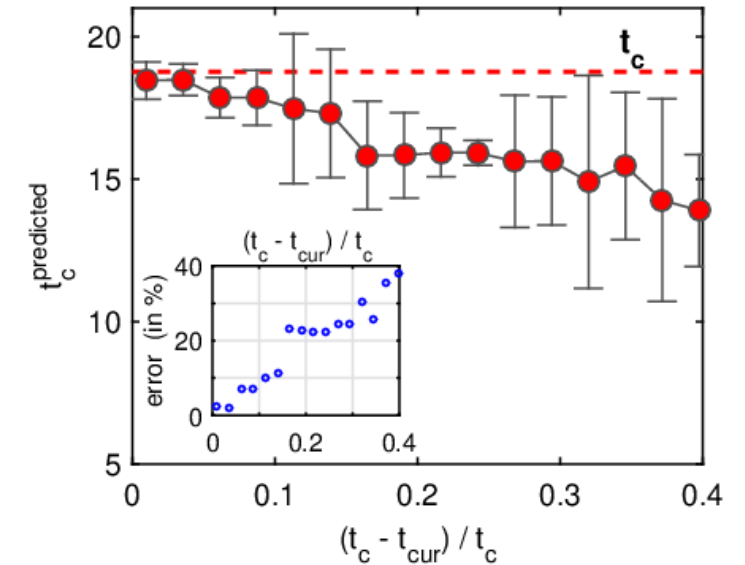 20
t_c
15
t_c^predicted
(t_c - t_cur) / t_c
40
error (in %)
20
10
0
0 0.2 0.4
5
0 0.1 0.2 0.3 0.4
(t_c - t_cur) / t_c